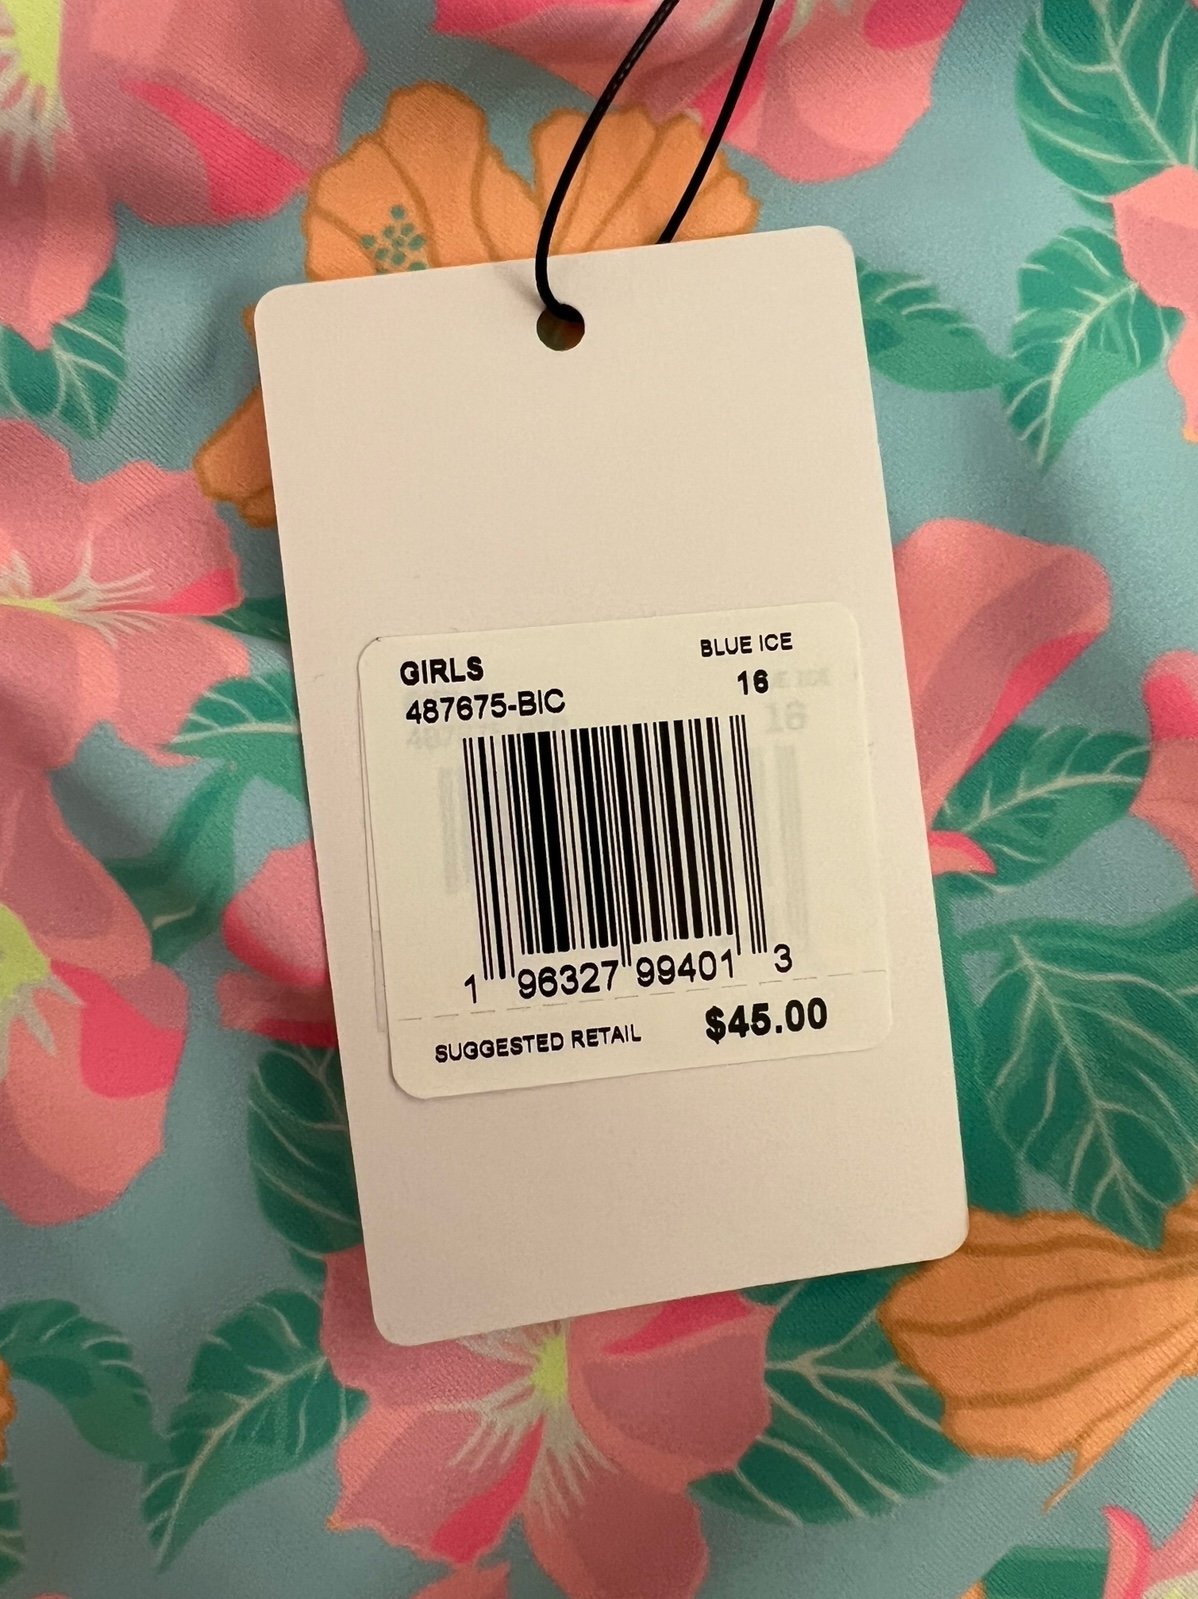 GIRLS BLUE ICE
487675-BIC 16
1 96327 99401 3
SUGGESTED RETAIL $45.00